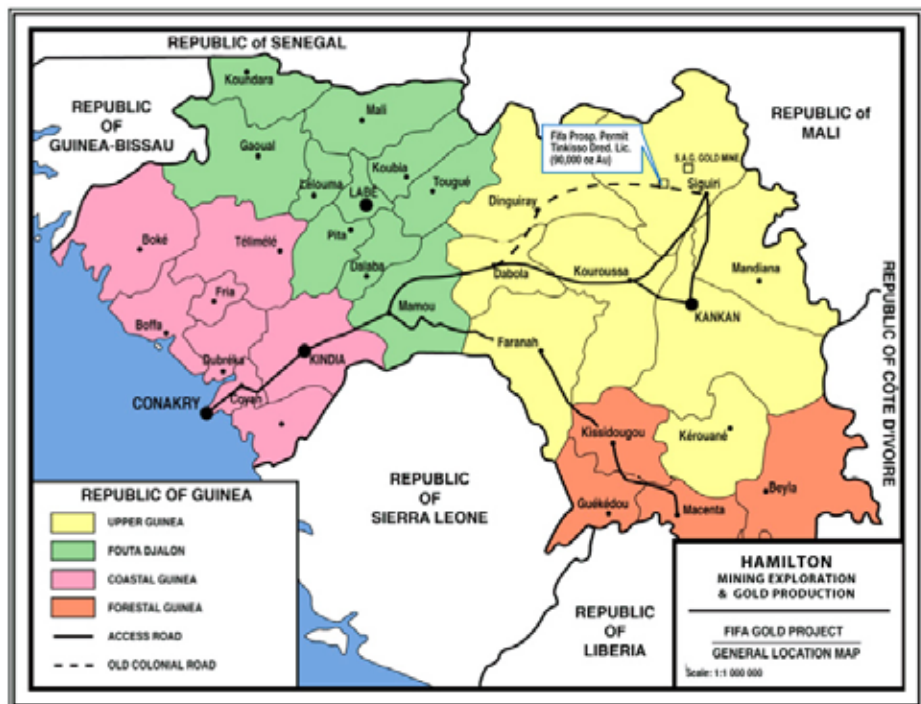 REPUBLIC of SENEGAL
Koundara
REPUBLIC
OF
GUINEA-BISSAU
Mali
REPUBLIC of
MALI
Fifa Prosp. Permit
Tinkisso Dred. Lic.
(90,000 oz Au)
Gaoual
Koubia
S.A.G. GOLD MINE
Lélouma
LABÉ
Tougué
Siguiri
Dinguiray
Boké
Télimélé
Pita
Dalaba
Dabola
Kouroussa
Mandiana
Fria
Mamou
KANKAN
REPUBLIC OF CÔTE D'IVOIRE
Boffa
Dubréka
KINDIA
Faranah
CONAKRY
Coyah
Kissidougou
Kérouané
REPUBLIC
OF
SIERRA LEONE
Guékédou
Macenta
Beyla
REPUBLIC OF GUINEA
UPPER GUINEA
FOUTA DJALON
COASTAL GUINEA
FORESTAL GUINEA
ACCESS ROAD
OLD COLONIAL ROAD
REPUBLIC
OF
LIBERIA
HAMILTON
MINING EXPLORATION
& GOLD PRODUCTION
FIFA GOLD PROJECT
GENERAL LOCATION MAP
Scale: 1:1 000 000